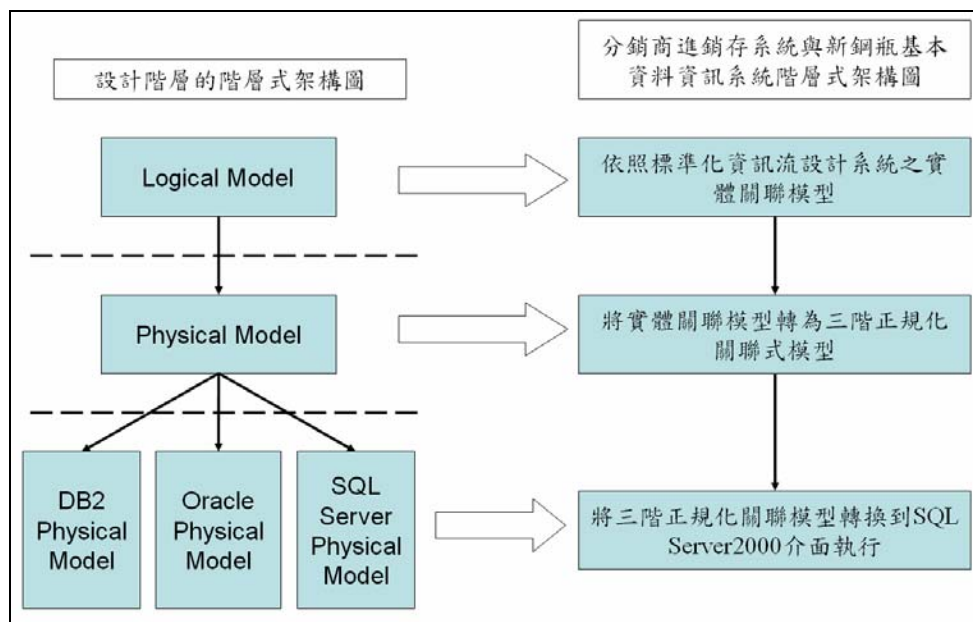 設計階層的階層式架構圖
分銷商進銷存系統與新鋼瓶基本
資料資訊系統階層式架構圖
Logical Model
依照標準化資訊流設計系統之實
體關聯模型
Physical Model
將實體關聯模型轉為三階正規化
關聯式模型
DB2
Physical
Model
Oracle
Physical
Model
SQL
Server
Physical
Model
將三階正規化關聯模型轉換到SQL
Server2000介面執行